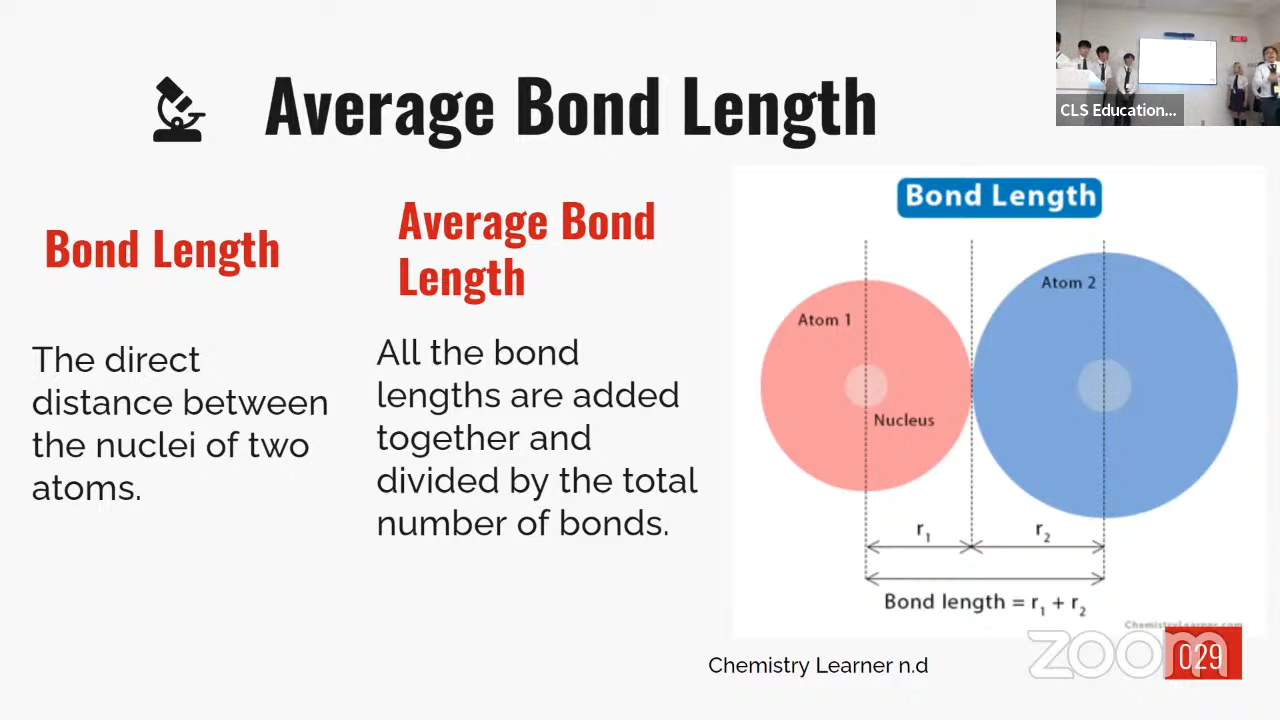 CLS Education...
Average Bond Length
Bond Length
The direct
distance between
the nuclei of two
atoms.
Average Bond
Length
All the bond
lengths are added
together and
divided by the total
number of bonds.
Bond Length
Atom 1
Atom 2
Nucleus
r1
r2
Bond length = r1 + r2
ChemistryLearner.com
Chemistry Learner n.d
zoom
029